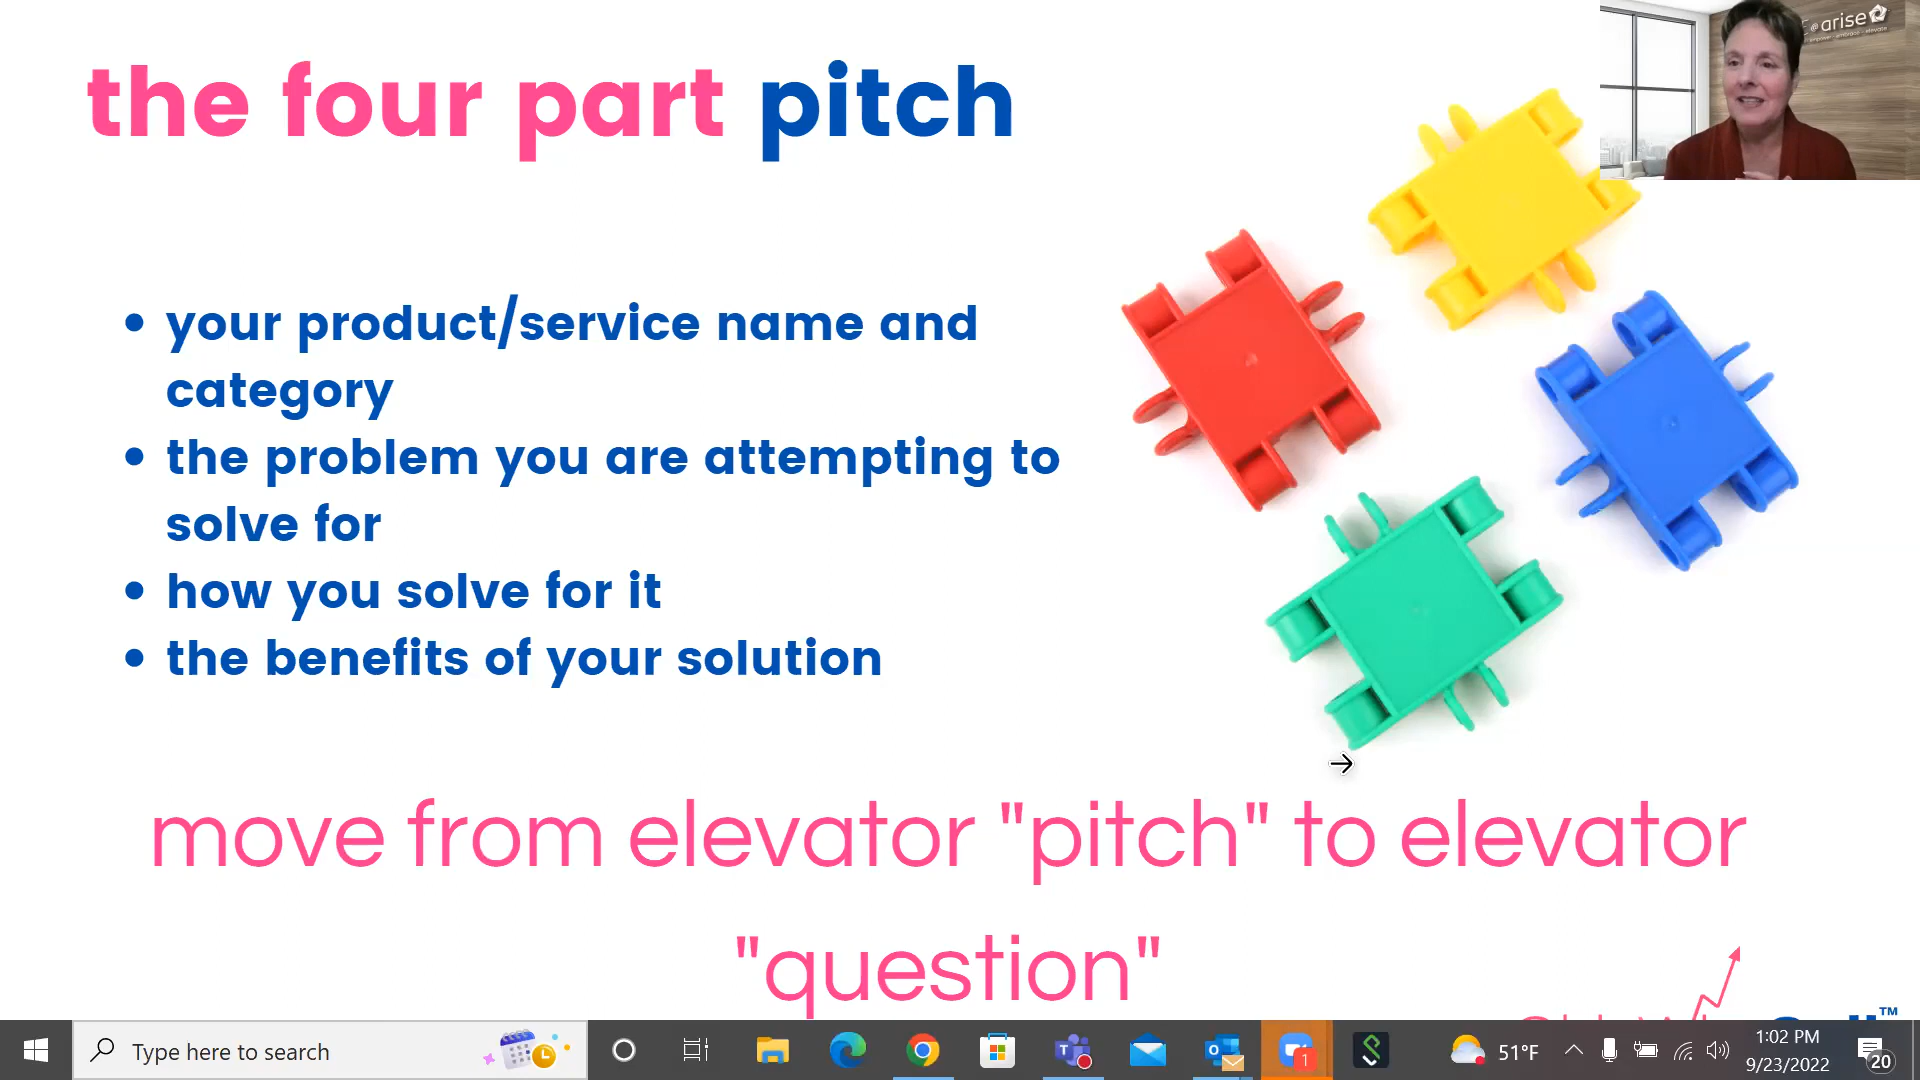 the four part pitch
@arise
• your product/service name and
category
• the problem you are attempting to
solve for
• how you solve for it
• the benefits of your solution
move from elevator "pitch" to elevator
"question"
™
Type here to search
1
51°F
1:02 PM
9/23/2022
20